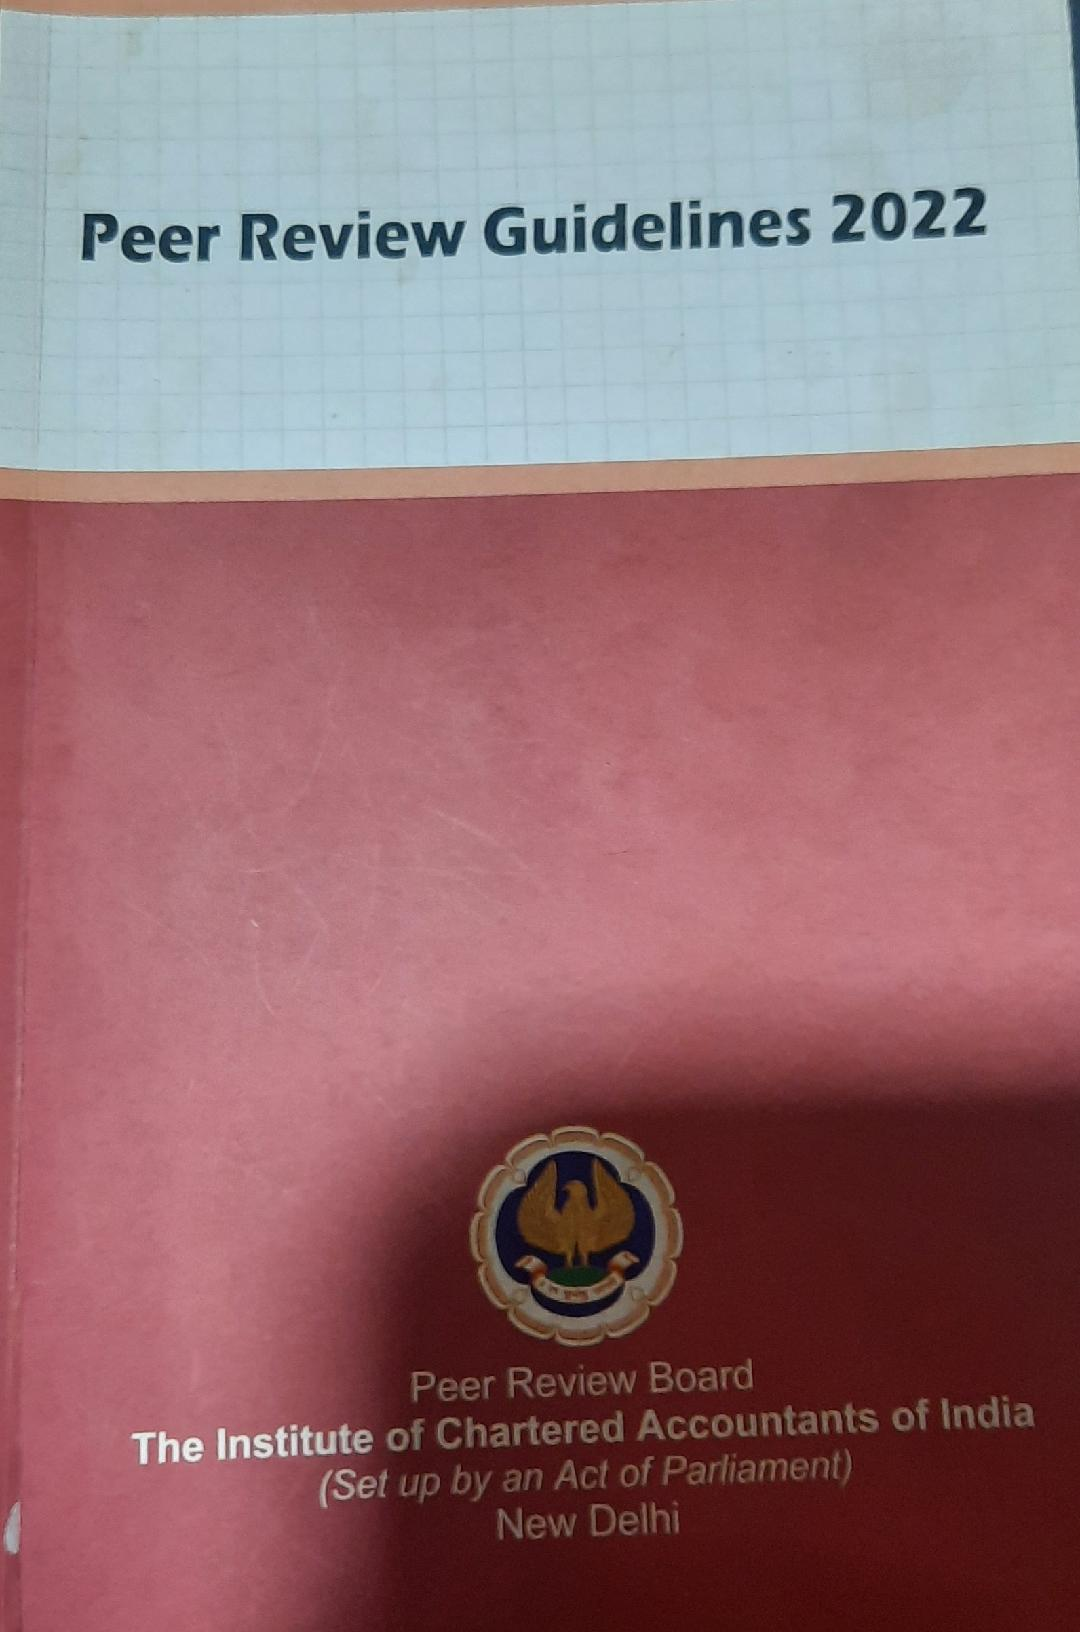 Peer Review Guidelines 2022
Peer Review Board
The Institute of Chartered Accountants of India
(Set up by an Act of Parliament)
New Delhi